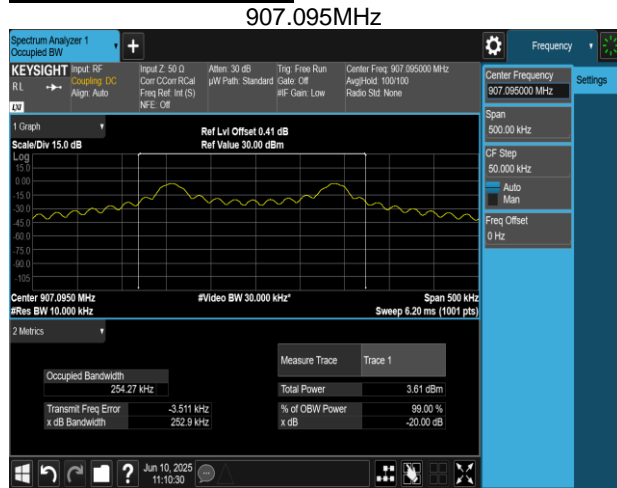 907.095MHz
Spectrum Analyzer 1
Occupied BW
+
Frequency
KEYSIGHT
R L
LXI
Input: RF
Coupling: DC
Align: Auto
Input Z: 50 Ω
Corr CCorr RCal
Freq Ref: Int (S)
NFE: Off
Atten: 30 dB
µW Path: Standard
Trig: Free Run
Gate: Off
#IF Gain: Low
Center Freq: 907.095000 MHz
Avg|Hold: 100/100
Radio Std: None
Center Frequency
907.095000 MHz
Settings
Span
500.00 kHz
CF Step
50.000 kHz
Auto
Man
Freq Offset
0 Hz
1 Graph
Scale/Div 15.0 dB
Ref Lvl Offset 0.41 dB
Ref Value 30.00 dBm
Log
15.0
0.00
-15.0
-30.0
-45.0
-60.0
-75.0
-90.0
-105
Center 907.0950 MHz
#Video BW 30.000 kHz*
Span 500 kHz
#Res BW 10.000 kHz
Sweep 6.20 ms (1001 pts)
2 Metrics
Measure Trace
Trace 1
Occupied Bandwidth
254.27 kHz
Total Power
3.61 dBm
Transmit Freq Error
-3.511 kHz
% of OBW Power
99.00 %
x dB Bandwidth
252.9 kHz
x dB
-20.00 dB
?
Jun 10, 2025
11:10:30